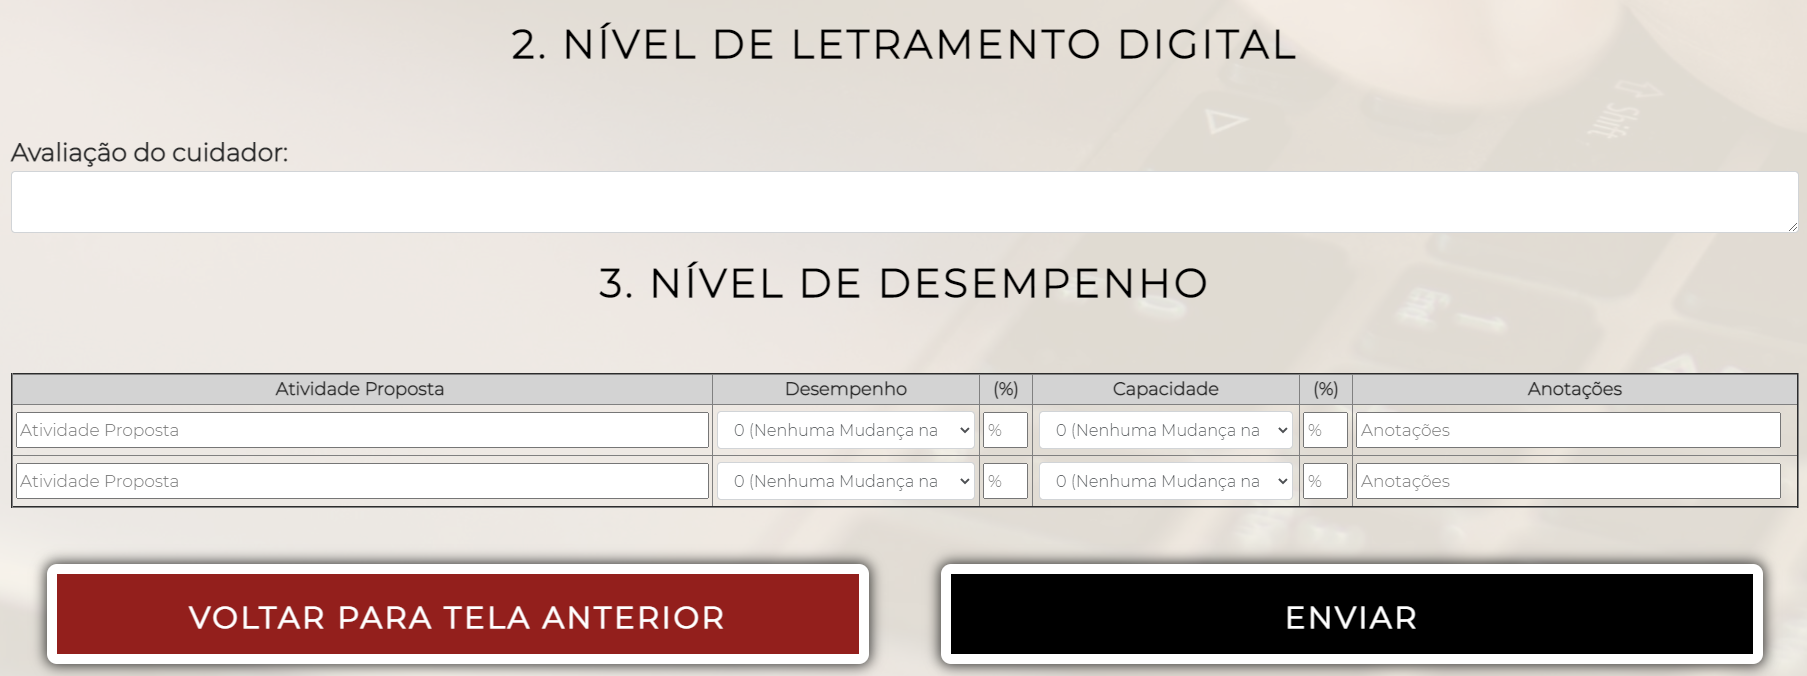 2. NÍVEL DE LETRAMENTO DIGITAL
Avaliação do cuidador:
3. NÍVEL DE DESEMPENHO
Atividade Proposta Desempenho (%) Capacidade (%) Anotações
Atividade Proposta 0 (Nenhuma Mudança na % 0 (Nenhuma Mudança na % Anotações
Atividade Proposta 0 (Nenhuma Mudança na % 0 (Nenhuma Mudança na % Anotações
VOLTAR PARA TELA ANTERIOR ENVIAR